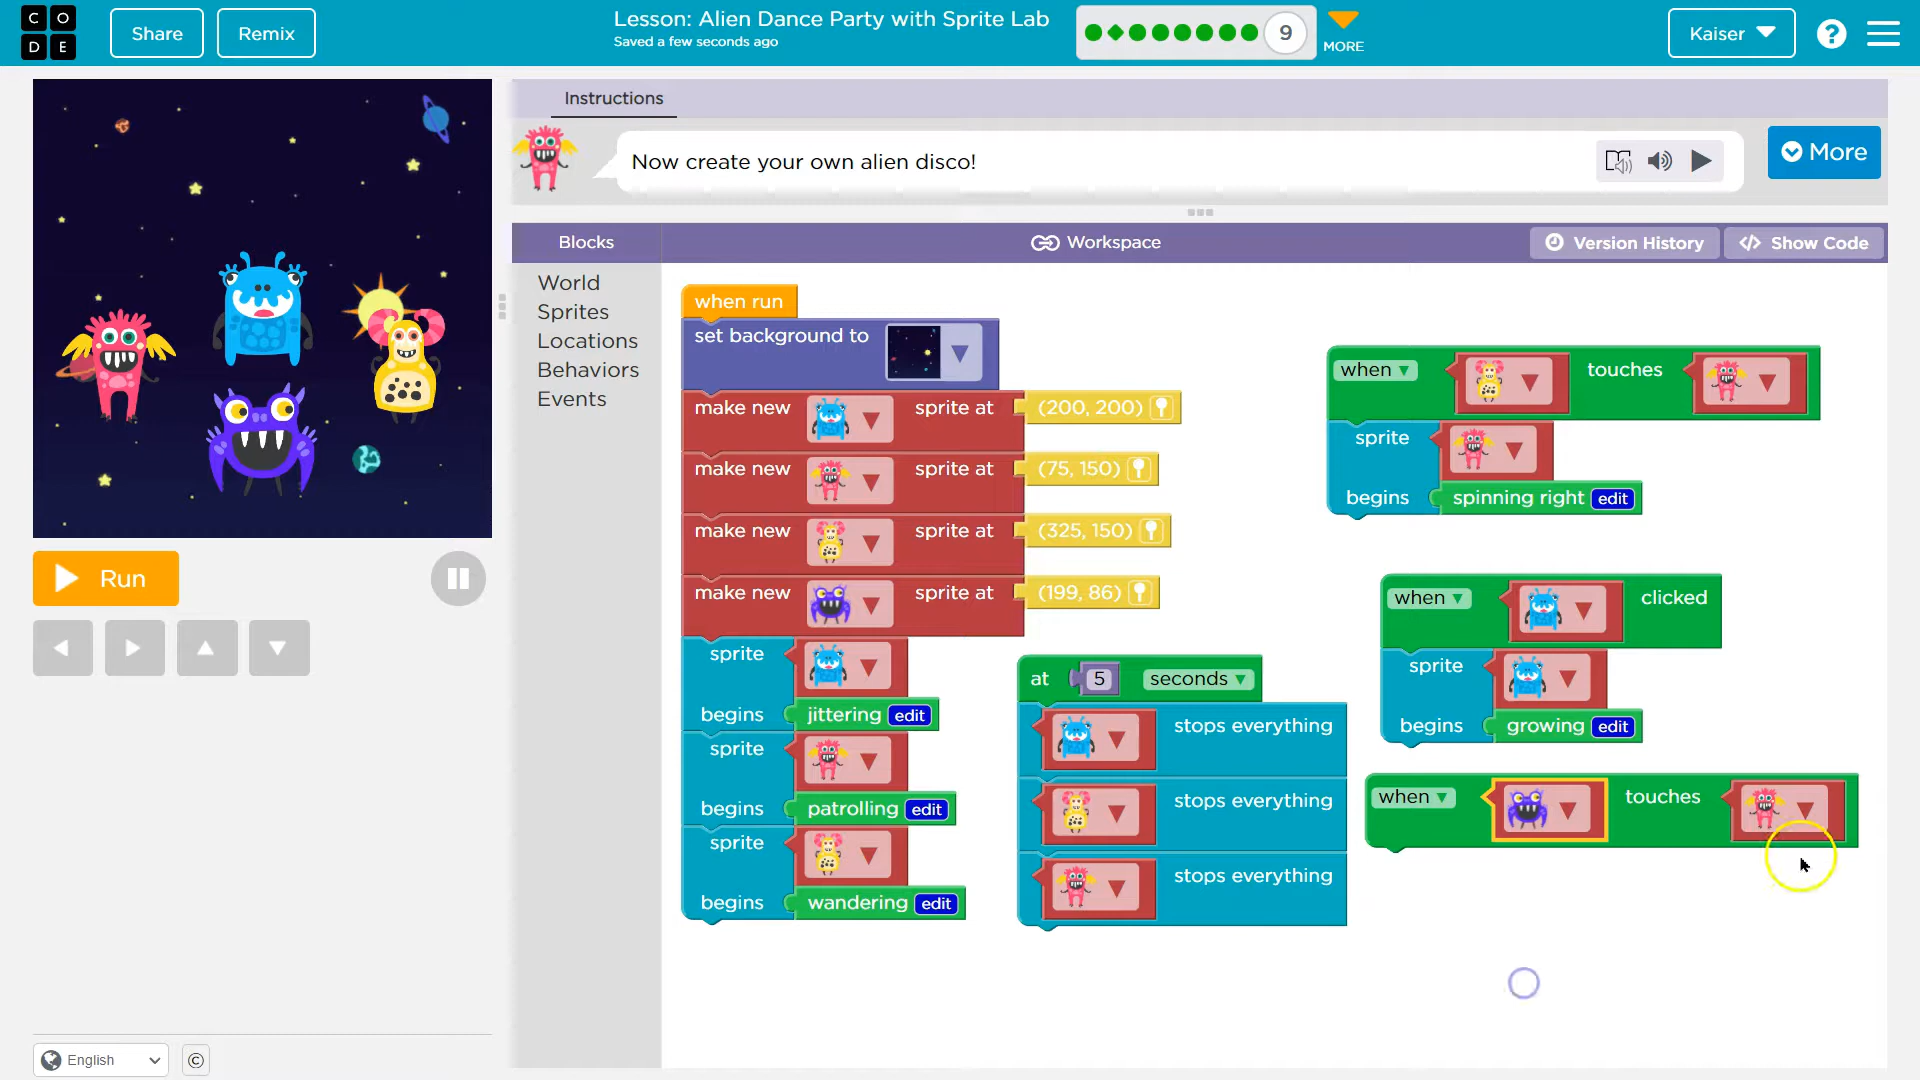 C O
D E
Share
Remix
Lesson: Alien Dance Party with Sprite Lab
Saved a few seconds ago
9
MORE
Kaiser
?
Instructions
Now create your own alien disco!
More
Blocks
Workspace
Version History
Show Code
World
Sprites
Locations
Behaviors
Events
when run
set background to
make new sprite at (200, 200)
make new sprite at (75, 150)
make new sprite at (325, 150)
make new sprite at (199, 86)
sprite
begins jittering edit
sprite
begins patrolling edit
sprite
begins wandering edit
at 5 seconds
stops everything
stops everything
stops everything
when touches
sprite
begins spinning right edit
when clicked
sprite
begins growing edit
when touches
Run
English
©